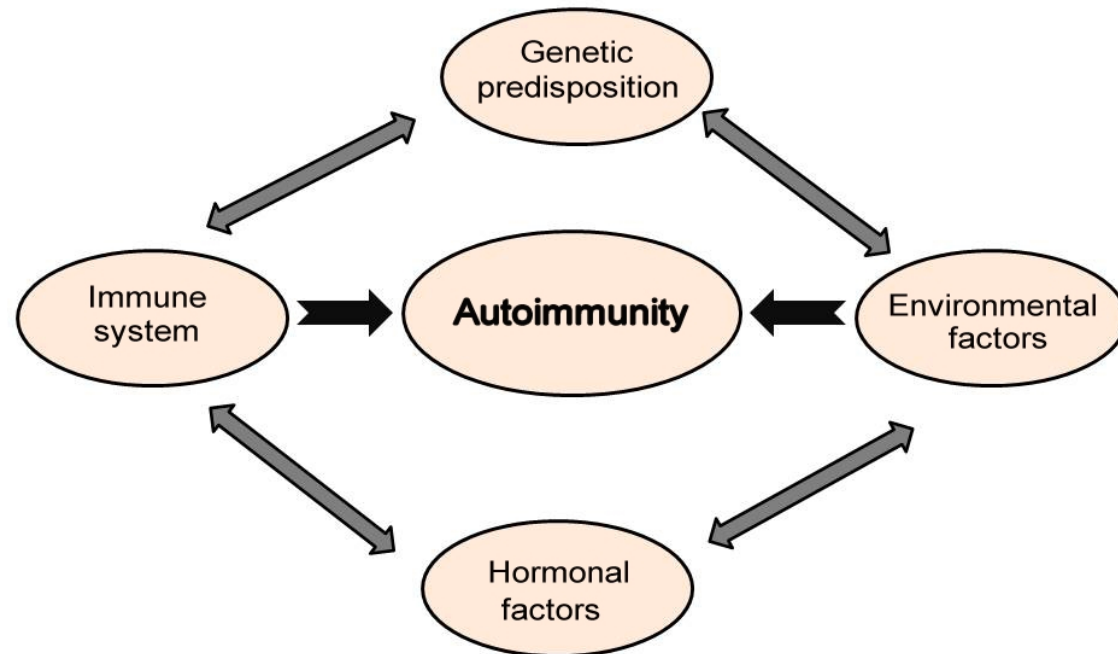 Genetic
predisposition
Immune
system
Autoimmunity
Environmental
factors
Hormonal
factors